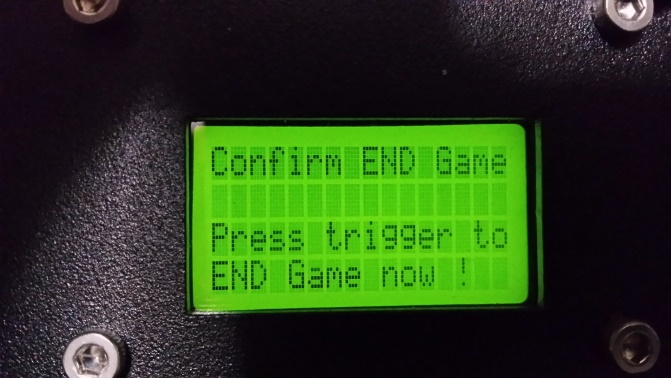 Confirm END Game
Press trigger to
END Game now !